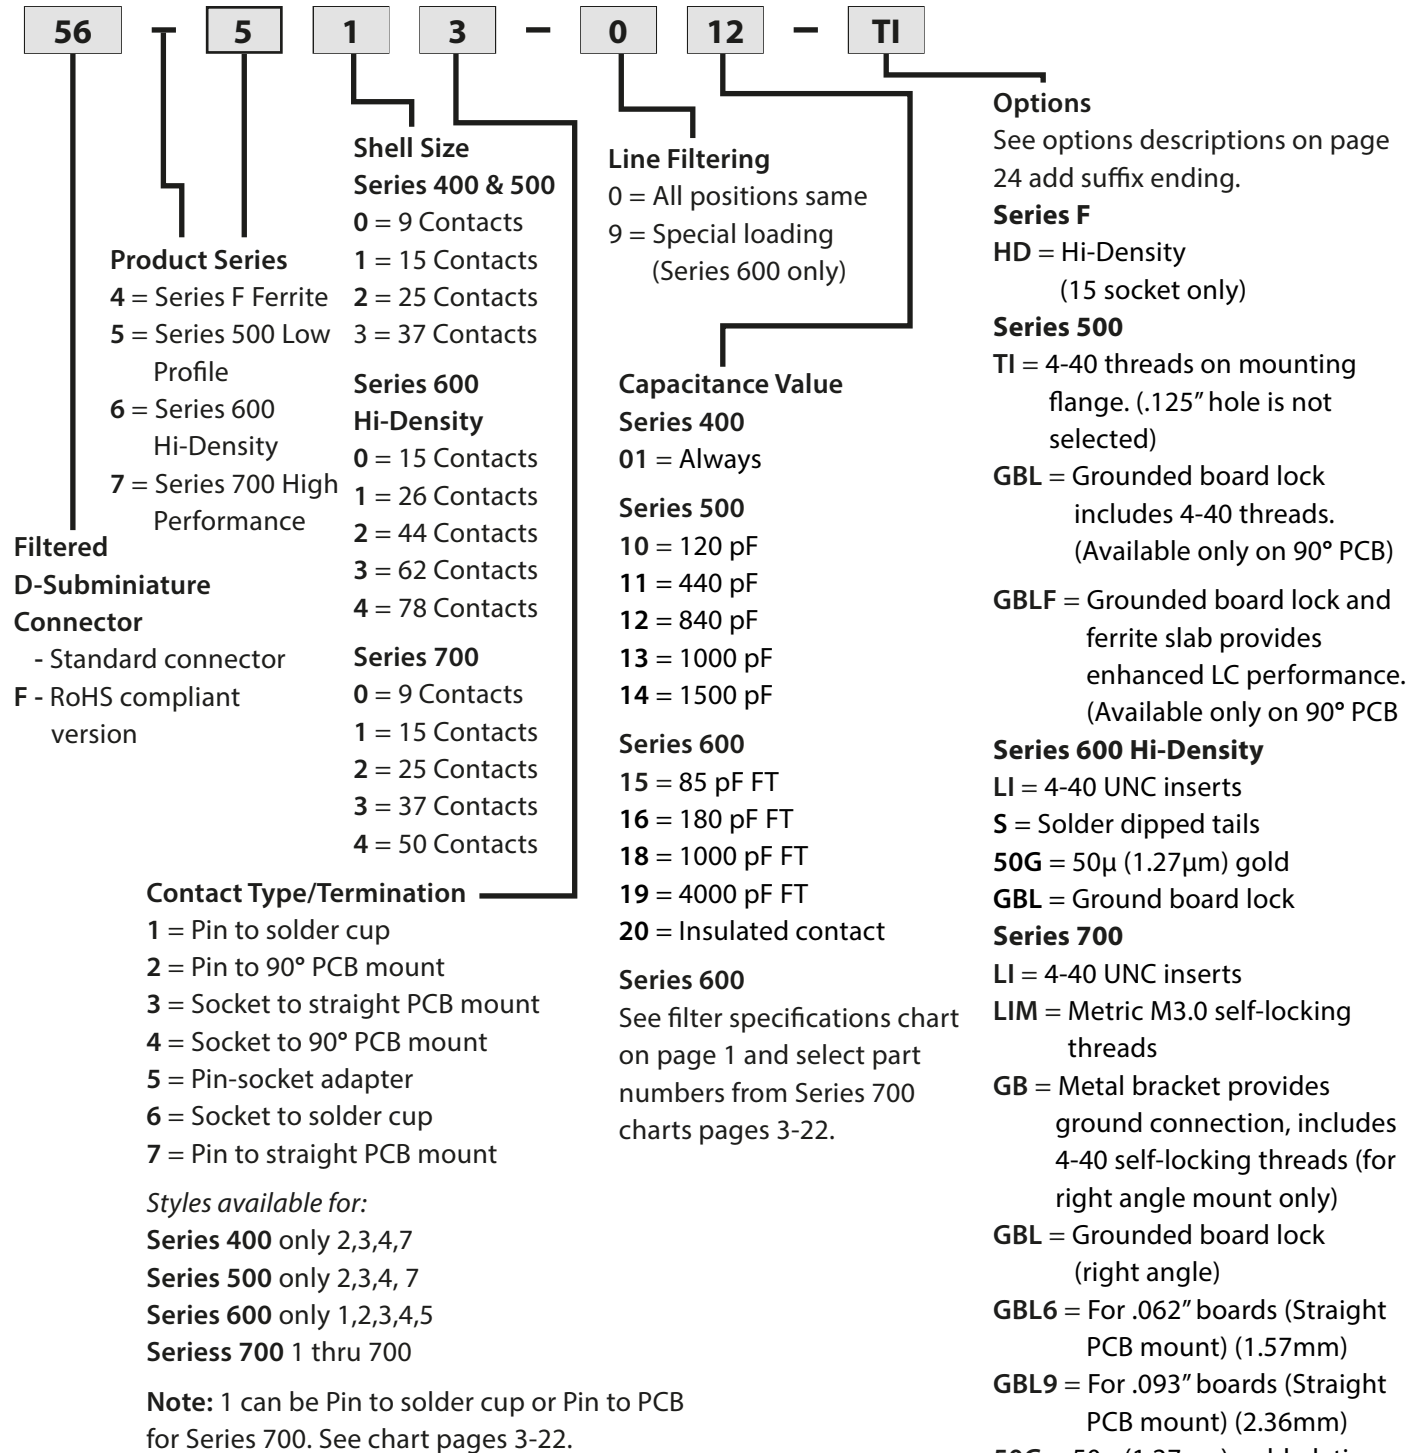 56 – 5 1 3 – 0 12 – TI
Filtered
D-Subminiature
Connector
- Standard connector
F - RoHS compliant
version
Product Series
4 = Series F Ferrite
5 = Series 500 Low
Profile
6 = Series 600
Hi-Density
7 = Series 700 High
Performance
Shell Size
Series 400 & 500
0 = 9 Contacts
1 = 15 Contacts
2 = 25 Contacts
3 = 37 Contacts
Series 600
Hi-Density
0 = 15 Contacts
1 = 26 Contacts
2 = 44 Contacts
3 = 62 Contacts
4 = 78 Contacts
Series 700
0 = 9 Contacts
1 = 15 Contacts
2 = 25 Contacts
3 = 37 Contacts
4 = 50 Contacts
Contact Type/Termination
1 = Pin to solder cup
2 = Pin to 90° PCB mount
3 = Socket to straight PCB mount
4 = Socket to 90° PCB mount
5 = Pin-socket adapter
6 = Socket to solder cup
7 = Pin to straight PCB mount
Styles available for:
Series 400 only 2,3,4,7
Series 500 only 2,3,4, 7
Series 600 only 1,2,3,4,5
Seriess 700 1 thru 700
Note: 1 can be Pin to solder cup or Pin to PCB
for Series 700. See chart pages 3-22.
Line Filtering
0 = All positions same
9 = Special loading
(Series 600 only)
Capacitance Value
Series 400
01 = Always
Series 500
10 = 120 pF
11 = 440 pF
12 = 840 pF
13 = 1000 pF
14 = 1500 pF
Series 600
15 = 85 pF FT
16 = 180 pF FT
18 = 1000 pF FT
19 = 4000 pF FT
20 = Insulated contact
Series 600
See filter specifications chart
on page 1 and select part
numbers from Series 700
charts pages 3-22.
Options
See options descriptions on page
24 add suffix ending.
Series F
HD = Hi-Density
(15 socket only)
Series 500
TI = 4-40 threads on mounting
flange. (.125″ hole is not
selected)
GBL = Grounded board lock
includes 4-40 threads.
(Available only on 90° PCB)
GBLF = Grounded board lock and
ferrite slab provides
enhanced LC performance.
(Available only on 90° PCB
Series 600 Hi-Density
LI = 4-40 UNC inserts
S = Solder dipped tails
50G = 50μ (1.27μm) gold
GBL = Ground board lock
Series 700
LI = 4-40 UNC inserts
LIM = Metric M3.0 self-locking
threads
GB = Metal bracket provides
ground connection, includes
4-40 self-locking threads (for
right angle mount only)
GBL = Grounded board lock
(right angle)
GBL6 = For .062″ boards (Straight
PCB mount) (1.57mm)
GBL9 = For .093″ boards (Straight
PCB mount) (2.36mm)